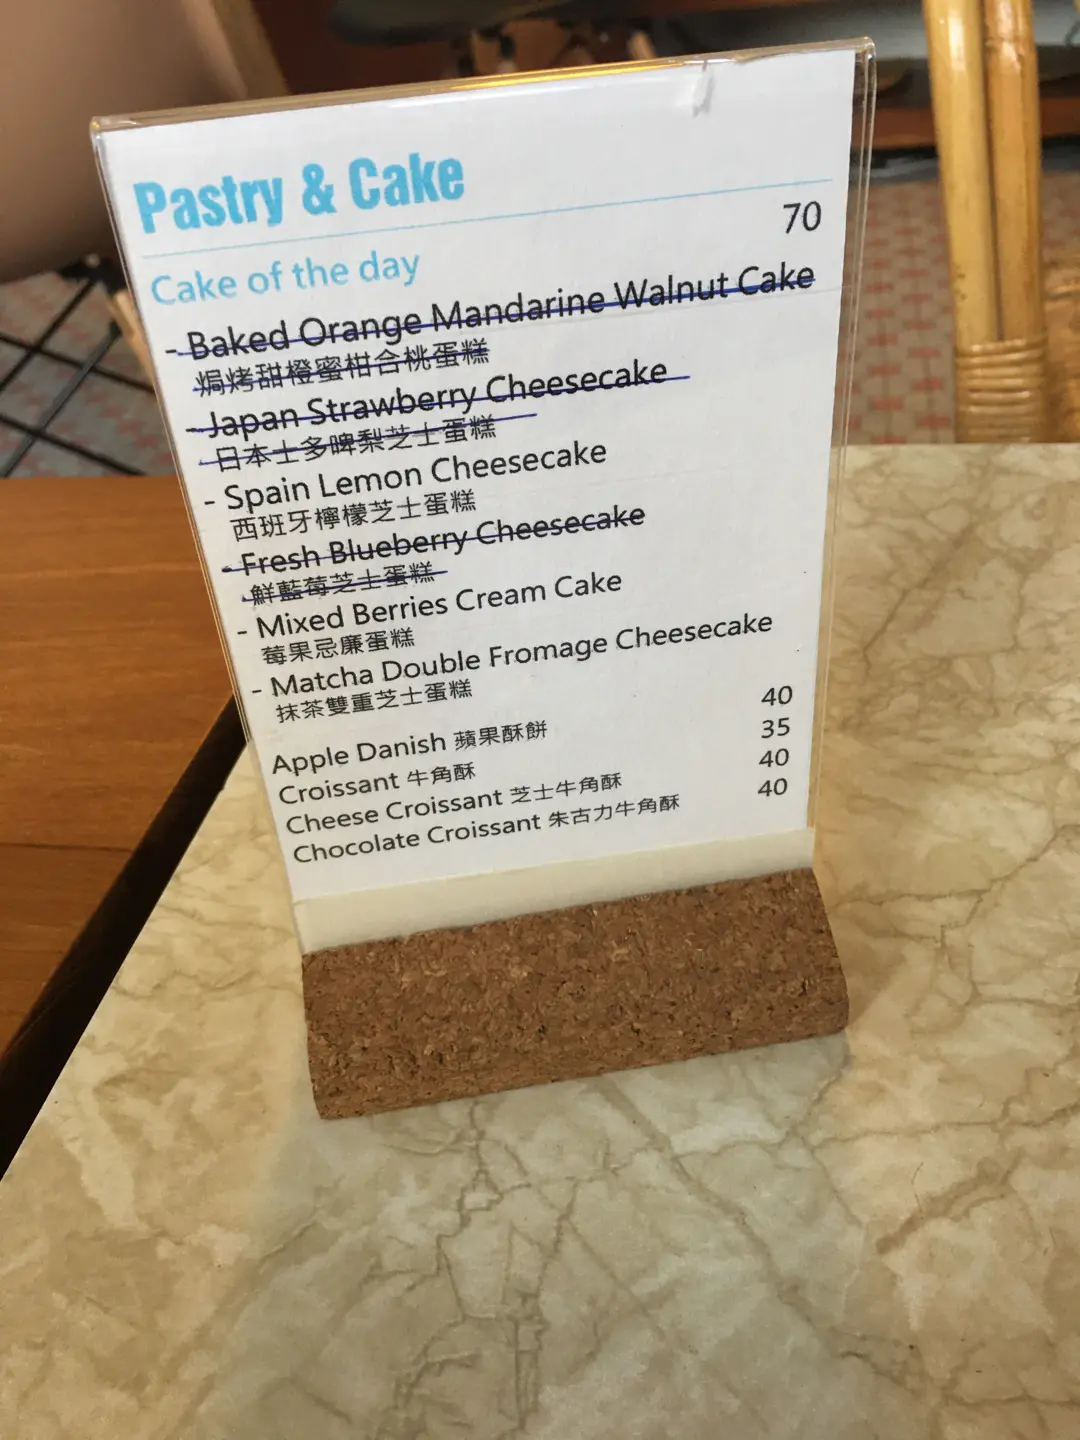 Pastry & Cake
Cake of the day 70
- Baked Orange Mandarine Walnut Cake
焗烤甜橙蜜柑合桃蛋糕
- Japan Strawberry Cheesecake
日本士多啤梨芝士蛋糕
- Spain Lemon Cheesecake
西班牙檸檬芝士蛋糕
- Fresh Blueberry Cheesecake
鮮藍莓芝士蛋糕
- Mixed Berries Cream Cake
莓果忌廉蛋糕
- Matcha Double Fromage Cheesecake
抹茶雙重芝士蛋糕
Apple Danish 蘋果酥餅 40
Croissant 牛角酥 35
Cheese Croissant 芝士牛角酥 40
Chocolate Croissant 朱古力牛角酥 40